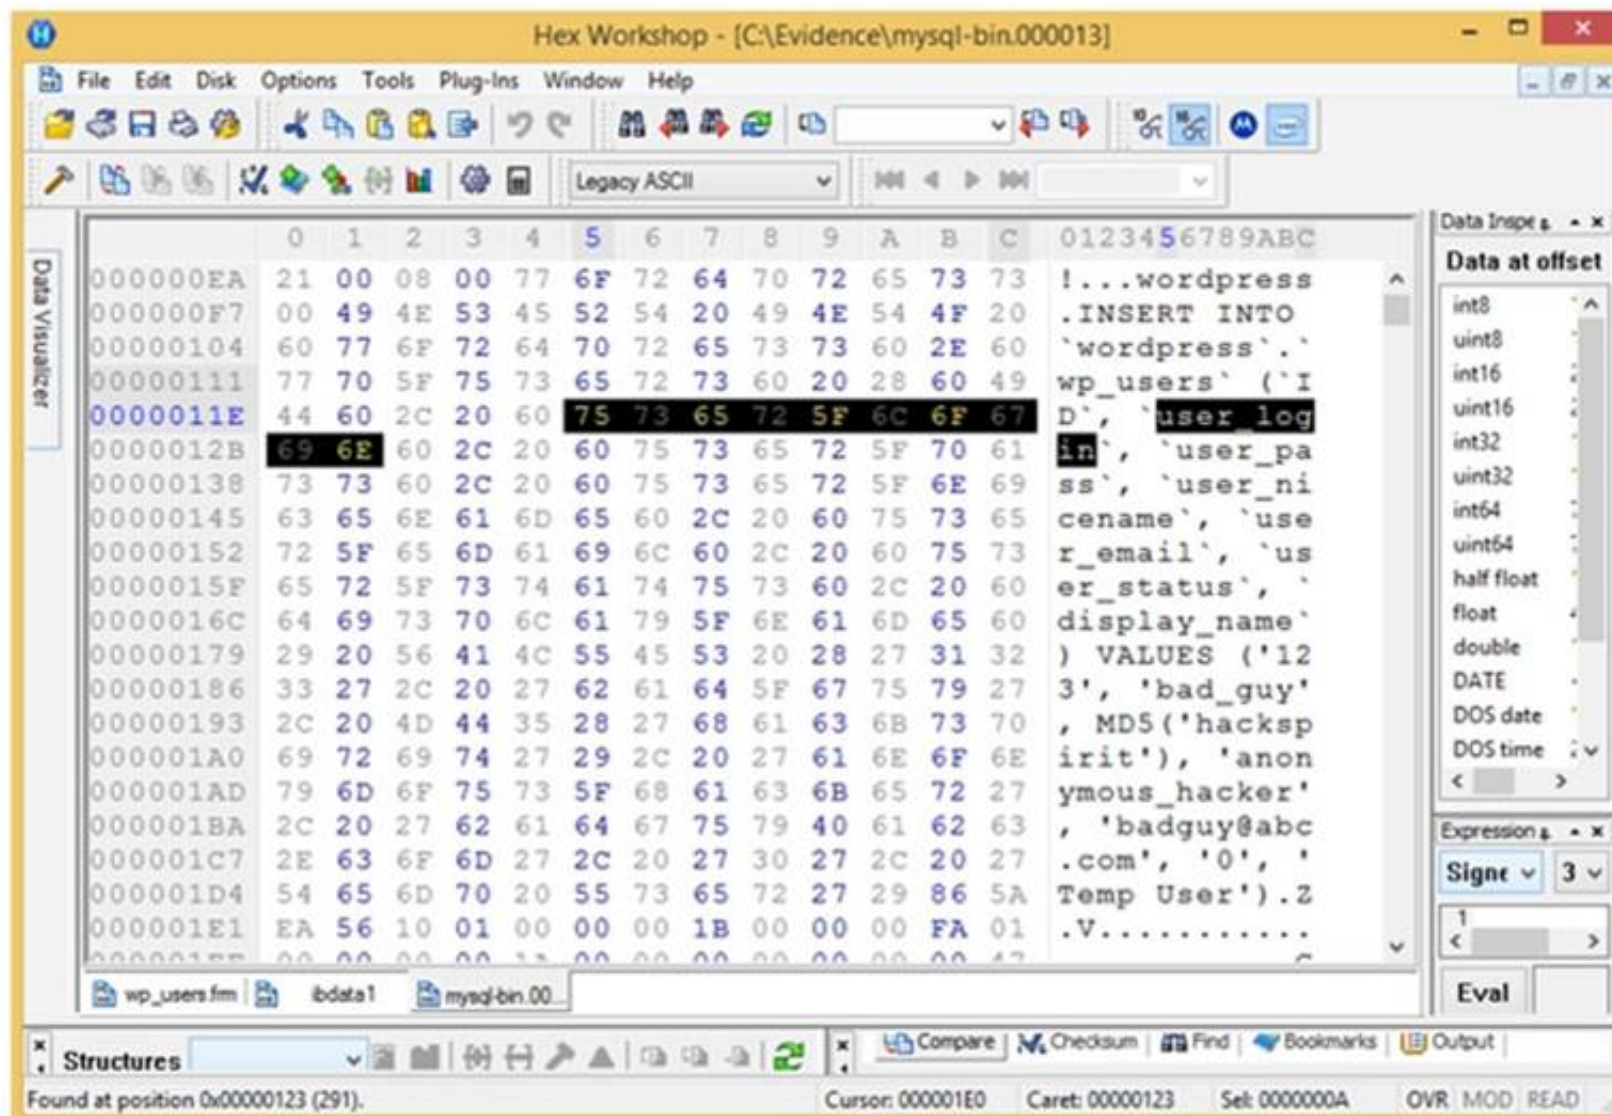 Hex Workshop - [C:\Evidence\mysql-bin.000013]
File Edit Disk Options Tools Plug-Ins Window Help
Legacy ASCII
Data Visualizer
0 1 2 3 4 5 6 7 8 9 A B C 0123456789ABC
000000EA 21 00 08 00 77 6F 72 64 70 72 65 73 73 !...wordpress
000000F7 00 49 4E 53 45 52 54 20 49 4E 54 4F 20 .INSERT INTO
00000104 60 77 6F 72 64 70 72 65 73 73 60 2E 60 `wordpress`.`
00000111 77 70 5F 75 73 65 72 73 60 20 28 60 49 wp_users` (`I
0000011E 44 60 2C 20 60 75 73 65 72 5F 6C 6F 67 D`, `user_log
0000012B 69 6E 60 2C 20 60 75 73 65 72 5F 70 61 in`, `user_pa
00000138 73 73 60 2C 20 60 75 73 65 72 5F 6E 69 ss`, `user_ni
00000145 63 65 6E 61 6D 65 60 2C 20 60 75 73 65 cename`, `use
00000152 72 5F 65 6D 61 69 6C 60 2C 20 60 75 73 r_email`, `us
0000015F 65 72 5F 73 74 61 74 75 73 60 2C 20 60 er_status`, `
0000016C 64 69 73 70 6C 61 79 5F 6E 61 6D 65 60 display_name`
00000179 29 20 56 41 4C 55 45 53 20 28 27 31 32 ) VALUES ('12
00000186 33 27 2C 20 27 62 61 64 5F 67 75 79 27 3', 'bad_guy'
00000193 2C 20 4D 44 35 28 27 68 61 63 6B 73 70 , MD5('hacksp
000001A0 69 72 69 74 27 29 2C 20 27 61 6E 6F 6E irit'), 'anon
000001AD 79 6D 6F 75 73 5F 68 61 63 6B 65 72 27 ymous_hacker'
000001BA 2C 20 27 62 61 64 67 75 79 40 61 62 63 , 'badguy@abc
000001C7 2E 63 6F 6D 27 2C 20 27 30 27 2C 20 27 .com', '0', '
000001D4 54 65 6D 70 20 55 73 65 72 27 29 86 5A Temp User').Z
000001E1 EA 56 10 01 00 00 00 1B 00 00 00 FA 01 .V...........
Data Inspe
Data at offset
int8
uint8
int16
uint16
int32
uint32
int64
uint64
half float
float
double
DATE
DOS date
DOS time
Expression
Signe 3
1
Eval
wp_users.frm ibdata1 mysql-bin.00...
Structures
Compare Checksum Find Bookmarks Output
Found at position 0x00000123 (291). Cursor: 000001E0 Caret: 00000123 Sel: 0000000A OVR MOD READ